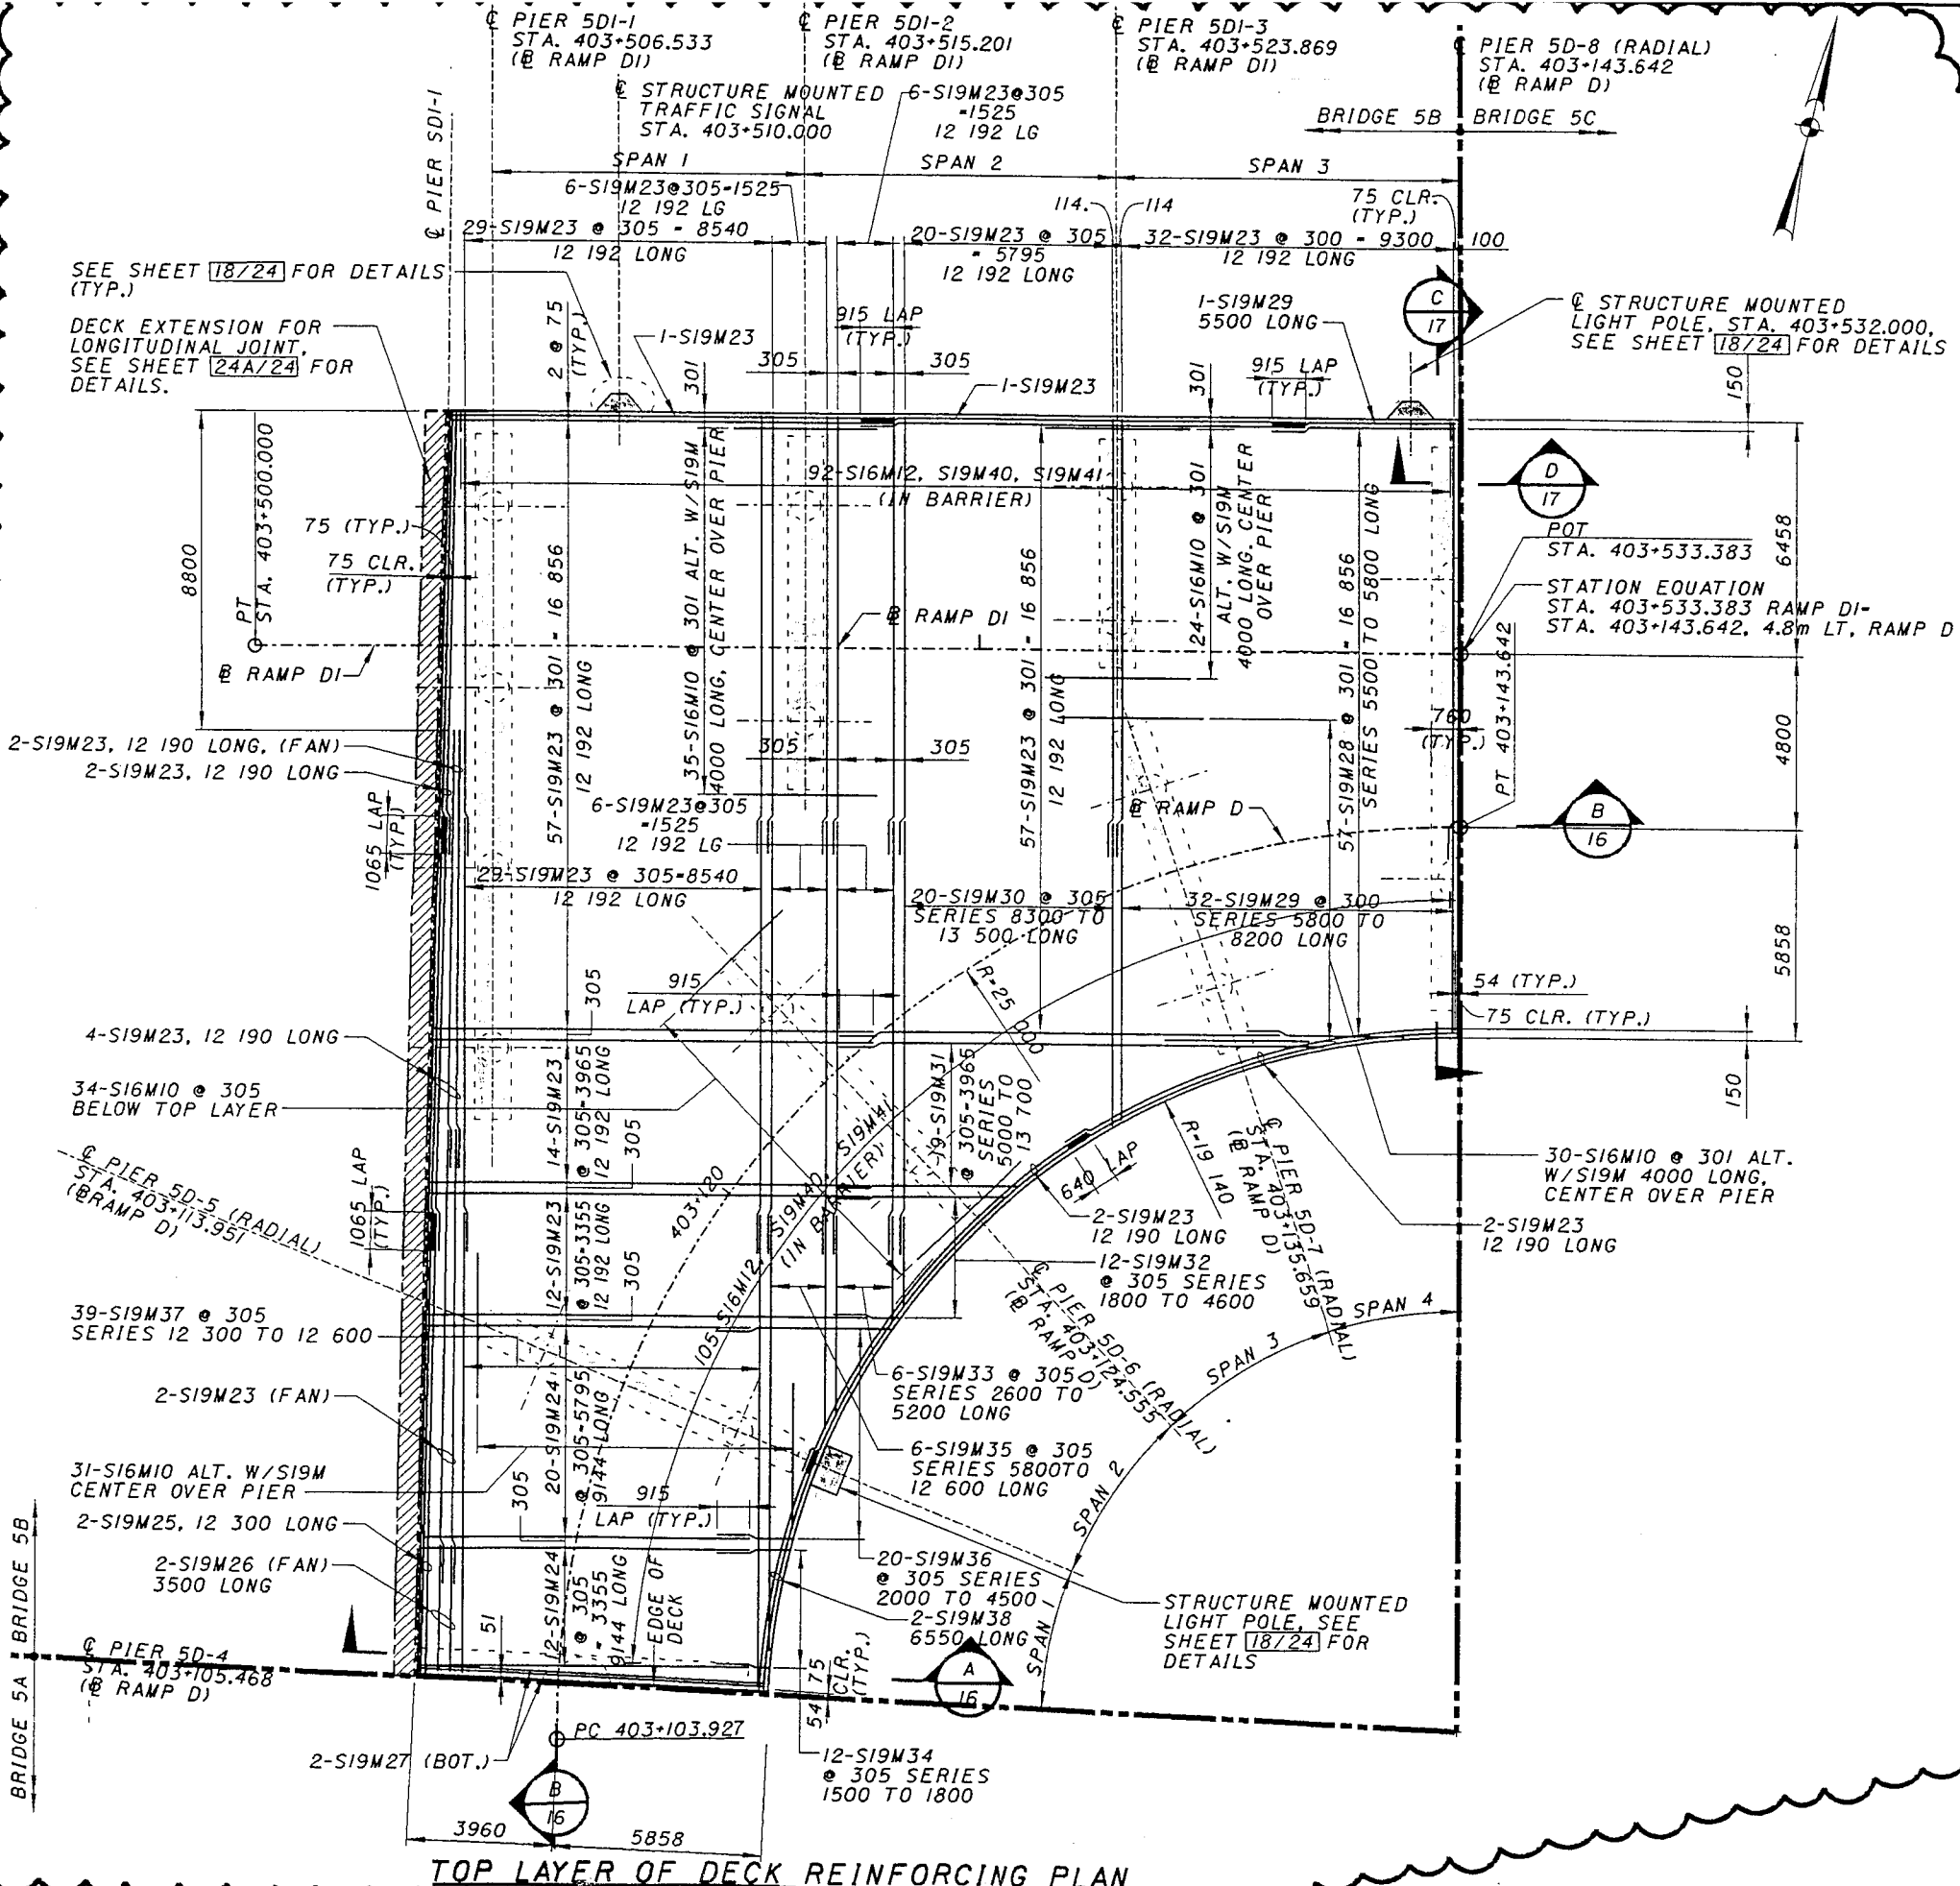 ℄ PIER 5D1-1
STA. 403+506.533
(℄ RAMP D1)
℄ PIER 5D1-2
STA. 403+515.201
(℄ RAMP D1)
℄ PIER 5D1-3
STA. 403+523.869
(℄ RAMP D1)
℄ PIER 5D-8 (RADIAL)
STA. 403+143.642
(℄ RAMP D)
℄ PIER SD1-1
℄ STRUCTURE MOUNTED
TRAFFIC SIGNAL
STA. 403+510.000
6-S19M23@305
=1525
12 192 LG
BRIDGE 5B
BRIDGE 5C
SPAN 1
SPAN 2
SPAN 3
6-S19M23@305=1525
12 192 LG
114
114
75 CLR.
(TYP.)
29-S19M23 @ 305 = 8540
12 192 LONG
20-S19M23 @ 305
= 5795
12 192 LONG
32-S19M23 @ 300 = 9300
12 192 LONG
100
SEE SHEET 18/24 FOR DETAILS
(TYP.)
DECK EXTENSION FOR
LONGITUDINAL JOINT,
SEE SHEET 24A/24 FOR
DETAILS.
2 @ 75
(TYP.)
1-S19M23
301
915 LAP
(TYP.)
305
305
1-S19M23
1-S19M29
5500 LONG
301
915 LAP
(TYP.)
C
17
℄ STRUCTURE MOUNTED
LIGHT POLE, STA. 403+532.000,
SEE SHEET 18/24 FOR DETAILS
150
8800
PT
STA. 403+500.000
75 (TYP.)
75 CLR.
(TYP.)
92-S16M12, S19M40, S19M41
(IN BARRIER)
57-S19M23 @ 301 = 16 856
12 192 LONG
35-S16M10 @ 301 ALT. W/S19M
4000 LONG, CENTER OVER PIER
57-S19M23 @ 301 = 16 856
12 192 LONG
24-S16M10 @ 301
ALT. W/S19M
4000 LONG, CENTER
OVER PIER
57-S19M28 @ 301 = 16 856
SERIES 5500 TO 5800 LONG
D
17
POT
STA. 403+533.383
STATION EQUATION
STA. 403+533.383 RAMP D1=
STA. 403+143.642, 4.8m LT, RAMP D
6458
℄ RAMP D1
℄ RAMP D1
PT 403+143.642
760
(TYP.)
4800
2-S19M23, 12 190 LONG, (FAN)
2-S19M23, 12 190 LONG
305
305
1065 LAP
(TYP.)
6-S19M23@305
=1525
12 192 LG
℄ RAMP D
B
16
29-S19M23 @ 305=8540
12 192 LONG
20-S19M30 @ 305
SERIES 8300 TO
13 500 LONG
32-S19M29 @ 300
SERIES 5800 TO
8200 LONG
5858
915
LAP (TYP.)
305
R=25 000
54 (TYP.)
75 CLR. (TYP.)
4-S19M23, 12 190 LONG
34-S16M10 @ 305
BELOW TOP LAYER
14-S19M23
@ 305=3965
12 192 LONG
305
19-S19M31
@ 305=3965
SERIES
5000 TO
13 700
150
℄ PIER 5D-5 (RADIAL)
STA. 403+113.951
(℄ RAMP D)
1065 LAP
(TYP.)
403+120
105-S16M12, S19M40, S19M41
(IN BARRIER)
640 LAP
R=19 140
℄ PIER 5D-7 (RADIAL)
STA. 403+135.659
(℄ RAMP D)
30-S16M10 @ 301 ALT.
W/S19M 4000 LONG,
CENTER OVER PIER
2-S19M23
12 190 LONG
2-S19M23
12 190 LONG
12-S19M23
@ 305=3355
12 192 LONG
305
12-S19M32
@ 305 SERIES
1800 TO 4600
℄ PIER 5D-6 (RADIAL)
STA. 403+124.555
(℄ RAMP D)
SPAN 4
SPAN 3
39-S19M37 @ 305
SERIES 12 300 TO 12 600
2-S19M23 (FAN)
6-S19M33 @ 305
SERIES 2600 TO
5200 LONG
31-S16M10 ALT. W/S19M
CENTER OVER PIER
20-S19M24
@ 305=5795
9144 LONG
6-S19M35 @ 305
SERIES 5800TO
12 600 LONG
SPAN 2
305
915
LAP (TYP.)
2-S19M25, 12 300 LONG
2-S19M26 (FAN)
3500 LONG
BRIDGE 5A
BRIDGE 5B
20-S19M36
@ 305 SERIES
2000 TO 4500
2-S19M38
6550 LONG
SPAN 1
STRUCTURE MOUNTED
LIGHT POLE, SEE
SHEET 18/24 FOR
DETAILS
12-S19M24
@ 305
= 3355
9144 LONG
EDGE OF
DECK
51
℄ PIER 5D-4
STA. 403+105.468
(℄ RAMP D)
54
75
CLR.
(TYP.)
A
16
PC 403+103.927
2-S19M27 (BOT.)
B
16
12-S19M34
@ 305 SERIES
1500 TO 1800
3960
5858
TOP LAYER OF DECK REINFORCING PLAN